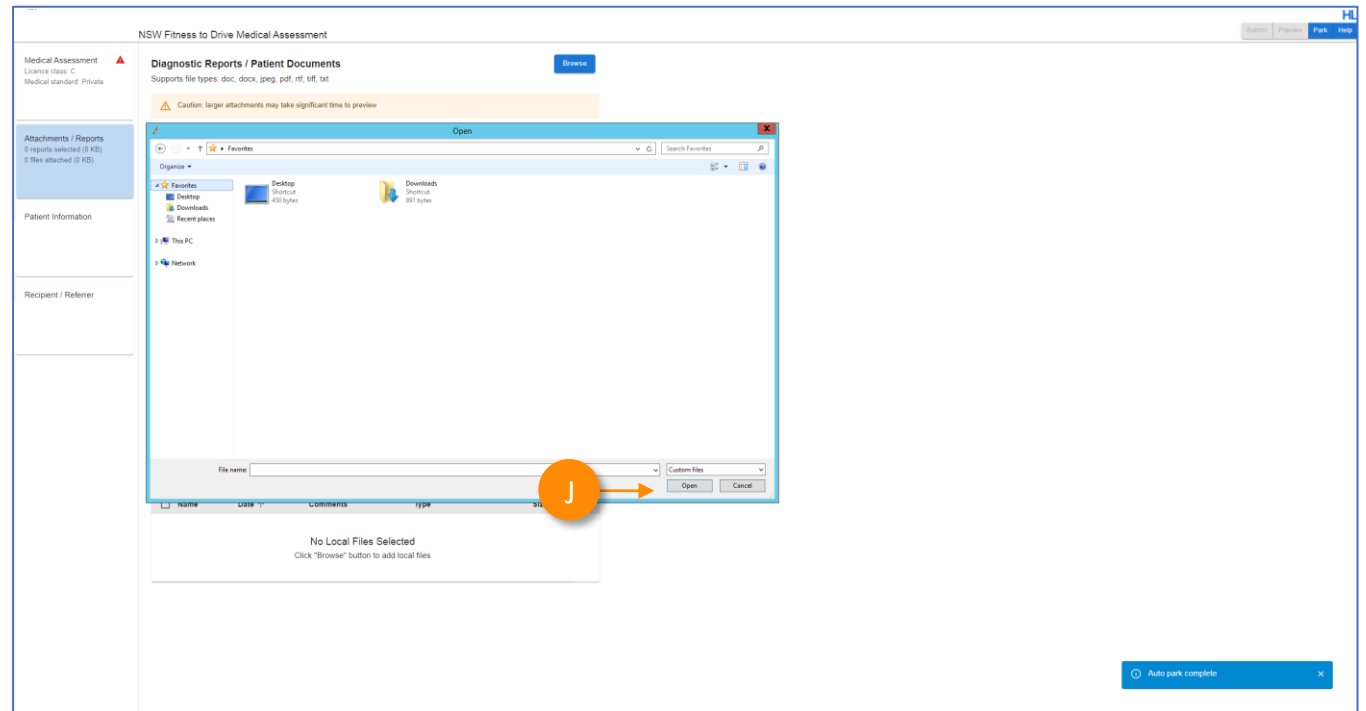 HL
NSW Fitness to Drive Medical Assessment
Submit Preview Park Help
Medical Assessment
Licence class: C
Medical standard: Private
Attachments / Reports
0 reports selected (0 KB)
0 files attached (0 KB)
Patient Information
Recipient / Referrer
Diagnostic Reports / Patient Documents
Browse
Supports file types: doc, docx, jpeg, pdf, rtf, tiff, txt
Caution: larger attachments may take significant time to preview
Open
X
Favorites
Search Favorites
Organize
Favorites
Desktop
Downloads
Recent places
This PC
Network
Desktop
Shortcut
450 bytes
Downloads
Shortcut
891 bytes
File name:
Custom files
Open Cancel
J
Name Date Comments Type
No Local Files Selected
Click "Browse" button to add local files
Auto park complete